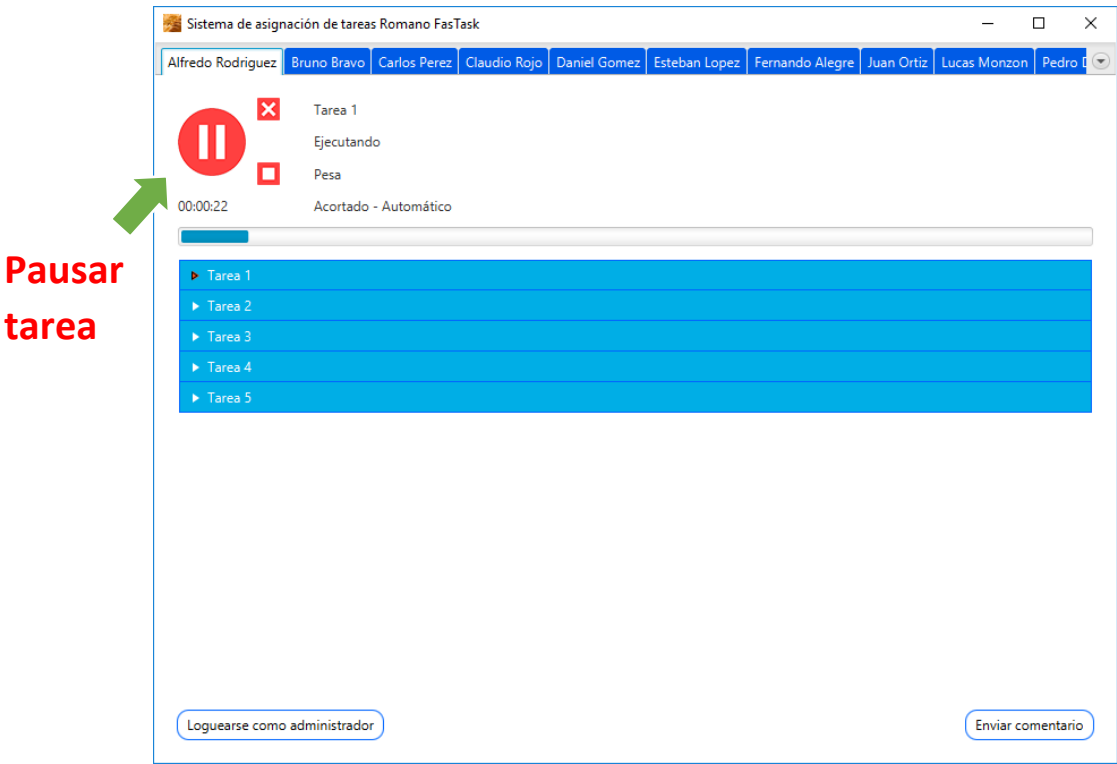 Sistema de asignación de tareas Romano FasTask
Alfredo Rodriguez Bruno Bravo Carlos Perez Claudio Rojo Daniel Gomez Esteban Lopez Fernando Alegre Juan Ortiz Lucas Monzon Pedro
Tarea 1
Ejecutando
Pesa
00:00:22 Acortado - Automático
Pausar
tarea
Tarea 1
Tarea 2
Tarea 3
Tarea 4
Tarea 5
Loguearse como administrador
Enviar comentario